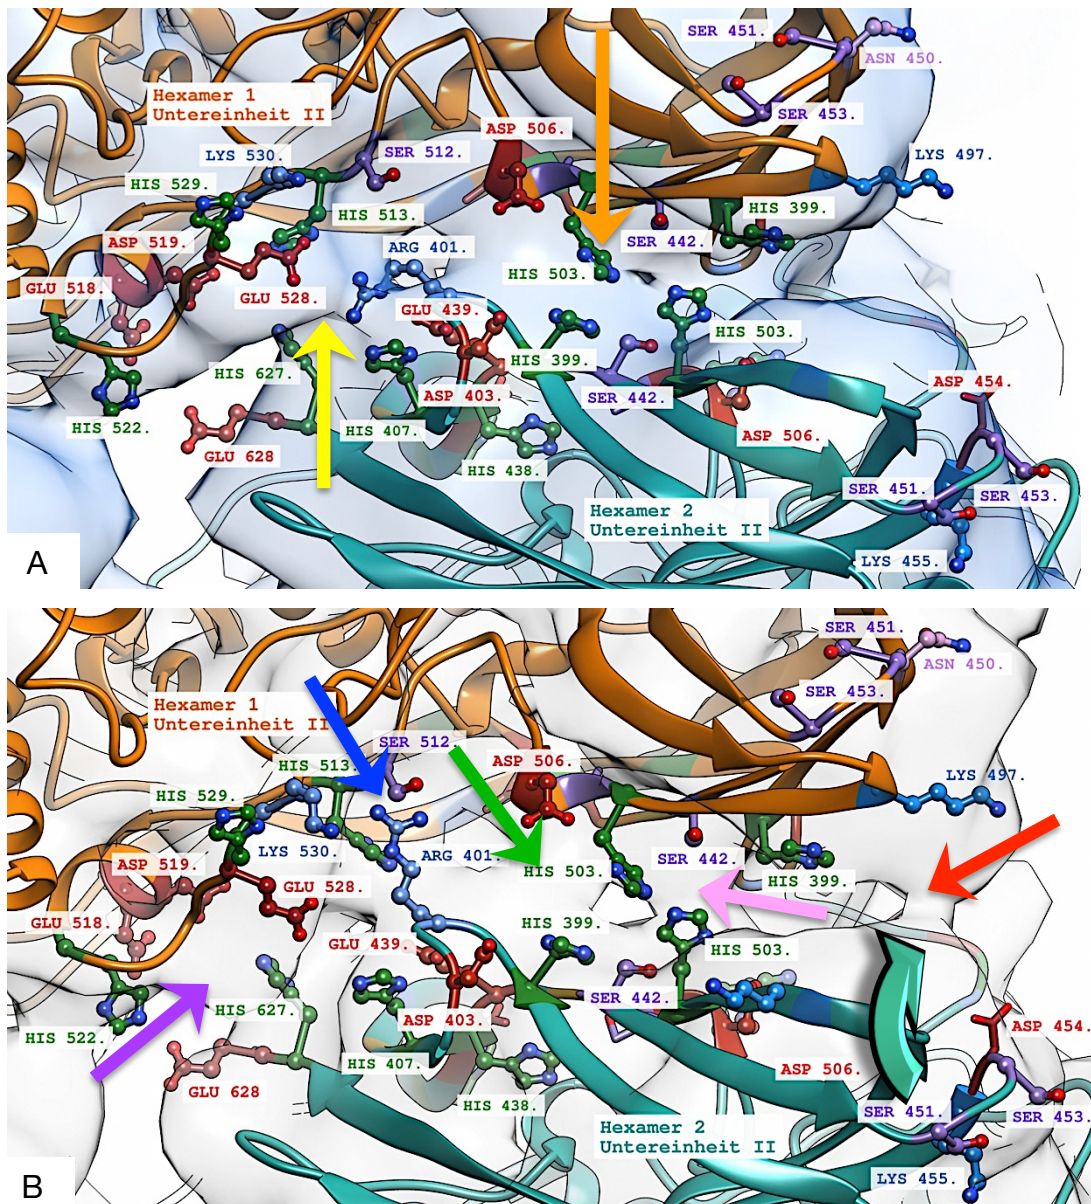 SER 451.
ASN 450.
Hexamer 1
Untereinheit II
SER 453.
ASP 506.
LYS 530.
SER 512.
LYS 497.
HIS 529.
HIS 513.
HIS 399.
ASP 519.
ARG 401.
SER 442.
HIS 503.
GLU 518.
GLU 528.
GLU 439.
HIS 503.
HIS 627.
HIS 399.
ASP 454.
ASP 403.
SER 442.
HIS 522.
HIS 407.
ASP 506.
GLU 628
HIS 438.
SER 451.
SER 453.
Hexamer 2
Untereinheit II
LYS 455.
A
SER 451.
ASN 450.
Hexamer 1
Untereinheit II
SER 453.
SER 512.
HIS 513.
ASP 506.
LYS 497.
HIS 529.
LYS 530.
ARG 401.
SER 442.
ASP 519.
HIS 503.
HIS 399.
GLU 528.
GLU 518.
HIS 399.
GLU 439.
HIS 503.
HIS 522.
HIS 627.
SER 442.
ASP 403.
ASP 454.
HIS 407.
GLU 628
ASP 506.
HIS 438.
SER 451.
SER 453.
Hexamer 2
Untereinheit II
LYS 455.
B